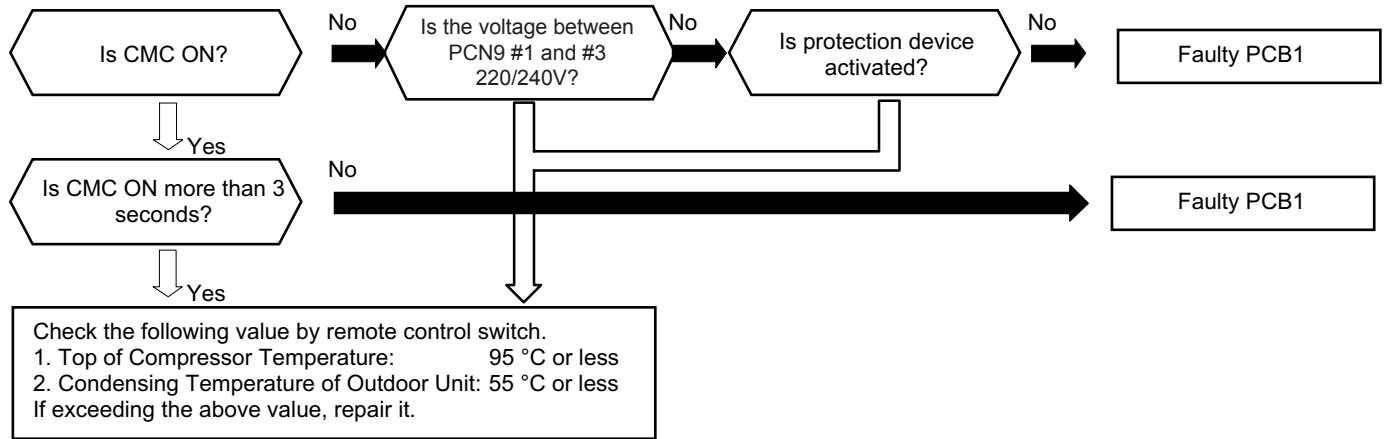 No
No
No
Is CMC ON?
Is the voltage between
PCN9 #1 and #3
220/240V?
Is protection device
activated?
Faulty PCB1
Yes
Is CMC ON more than 3
seconds?
No
Faulty PCB1
Yes
Check the following value by remote control switch.
1. Top of Compressor Temperature: 95 °C or less
2. Condensing Temperature of Outdoor Unit: 55 °C or less
If exceeding the above value, repair it.